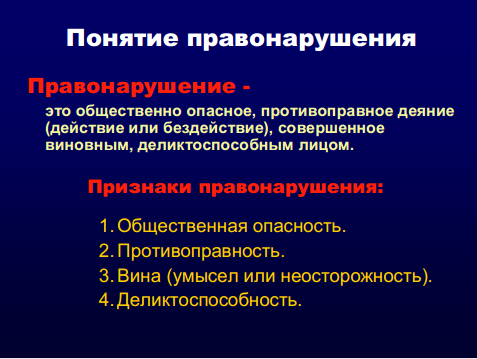 Понятие правонарушения
Правонарушение -
это общественно опасное, противоправное деяние
(действие или бездействие), совершенное
виновным, деликтоспособным лицом.
Признаки правонарушения:
1. Общественная опасность.
2. Противоправность.
3. Вина (умысел или неосторожность).
4. Деликтоспособность.